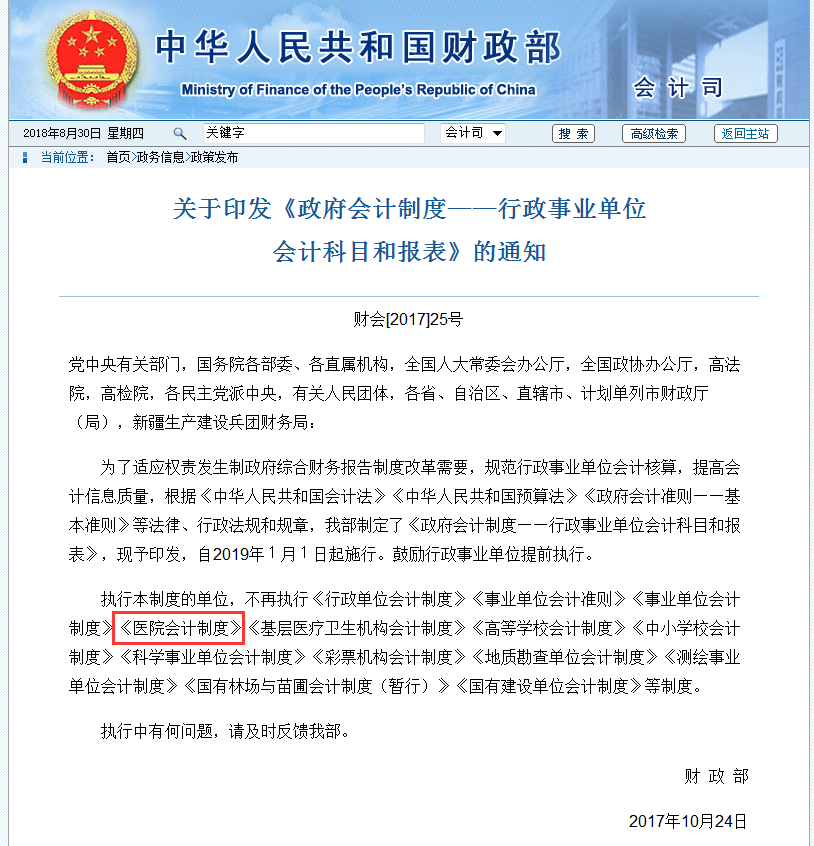 中华人民共和国财政部
Ministry of Finance of the People's Republic of China
会计司
2018年8月30日 星期四 关键字 会计司 搜 索 高级检索 返回主站
当前位置： 首页>政务信息>政策发布
关于印发《政府会计制度——行政事业单位
会计科目和报表》的通知
财会[2017]25号
党中央有关部门，国务院各部委、各直属机构，全国人大常委会办公厅，全国政协办公厅，高法
院，高检院，各民主党派中央，有关人民团体，各省、自治区、直辖市、计划单列市财政厅
（局），新疆生产建设兵团财务局：
为了适应权责发生制政府综合财务报告制度改革需要，规范行政事业单位会计核算，提高会
计信息质量，根据《中华人民共和国会计法》《中华人民共和国预算法》《政府会计准则——基
本准则》等法律、行政法规和规章，我部制定了《政府会计制度——行政事业单位会计科目和报
表》，现予印发，自2019年１月１日起施行。鼓励行政事业单位提前执行。
执行本制度的单位，不再执行《行政单位会计制度》《事业单位会计准则》《事业单位会计
制度》《医院会计制度》《基层医疗卫生机构会计制度》《高等学校会计制度》《中小学校会计
制度》《科学事业单位会计制度》《彩票机构会计制度》《地质勘查单位会计制度》《测绘事业
单位会计制度》《国有林场与苗圃会计制度（暂行）》《国有建设单位会计制度》等制度。
执行中有何问题，请及时反馈我部。
财 政 部
2017年10月24日